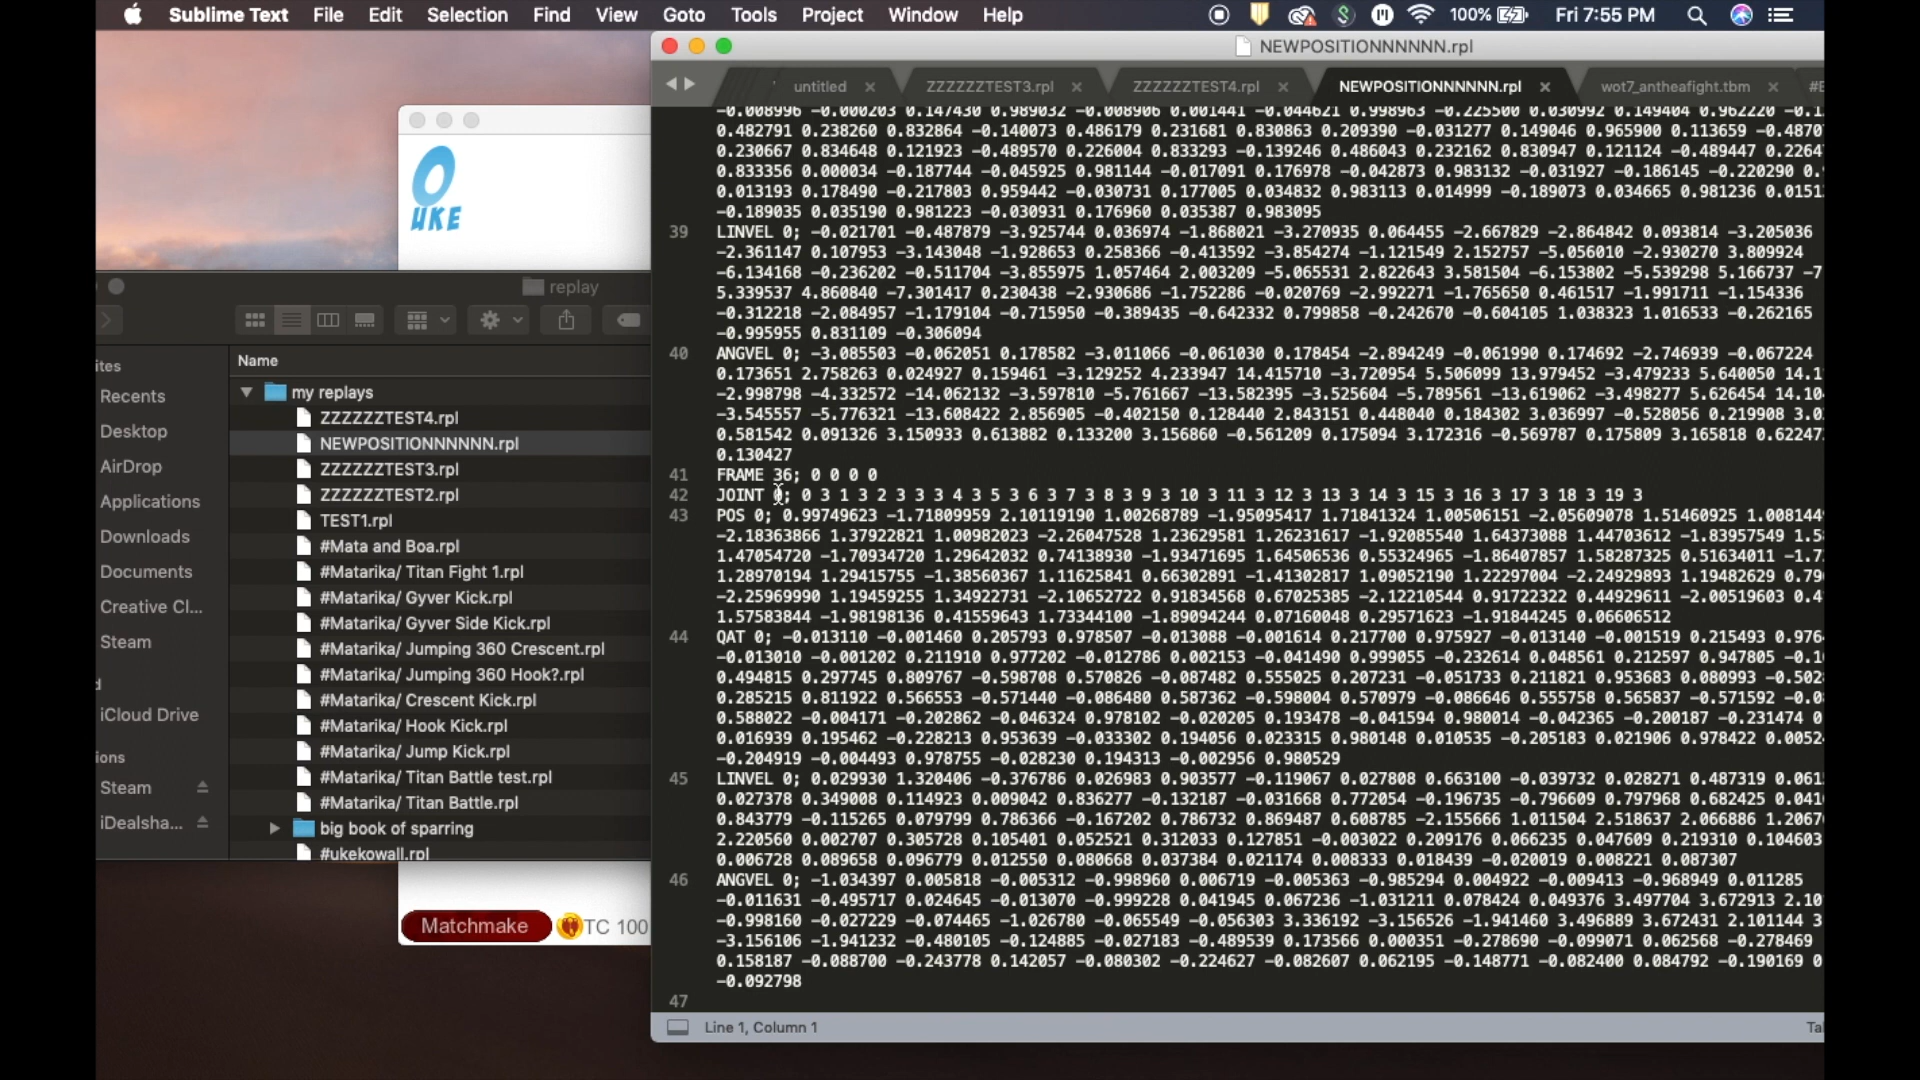 Sublime Text File Edit Selection Find View Goto Tools Project Window Help 100% Fri 7:55 PM
NEWPOSITIONNNNNN.rpl
untitled ZZZZZZTEST3.rpl ZZZZZZTEST4.rpl NEWPOSITIONNNNNN.rpl wot7_antheafight.tbm
-0.008996 -0.000203 0.147430 0.989032 -0.008906 0.001441 -0.044621 0.998963 -0.225500 0.030992 0.149404 0.962220
0.482791 0.238260 0.832864 -0.140073 0.486179 0.231681 0.830863 0.209390 -0.031277 0.149046 0.965900 0.113659
0.230667 0.834648 0.121923 -0.489570 0.226004 0.833293 -0.139246 0.486043 0.232162 0.830947 0.121124 -0.489447
0.833356 0.000034 -0.187744 -0.045925 0.981144 -0.017091 0.176978 -0.042873 0.983132 -0.031927 -0.186145 -0.220290
0.013193 0.178490 -0.217803 0.959442 -0.030731 0.177005 0.034832 0.983113 0.014999 -0.189073 0.034665 0.981236
-0.189035 0.035190 0.981223 -0.030931 0.176960 0.035387 0.983095
39 LINVEL 0; -0.021701 -0.487879 -3.925744 0.036974 -1.868021 -3.270935 0.064455 -2.667829 -2.864842 0.093814 -3.205036
-2.361147 0.107953 -3.143048 -1.928653 0.258366 -0.413592 -3.854274 -1.121549 2.152757 -5.056010 -2.930270 3.809924
-6.134168 -0.236202 -0.511704 -3.855975 1.057464 2.003209 -5.065531 2.822643 3.581504 -6.153802 -5.539298 5.166737
5.339537 4.860840 -7.301417 0.230438 -2.930686 -1.752286 -0.020769 -2.992271 -1.765650 0.461517 -1.991711 -1.154336
-0.312218 -2.084957 -1.179104 -0.715950 -0.389435 -0.642332 0.799858 -0.242670 -0.604105 1.038323 1.016533 -0.262165
-0.995955 0.831109 -0.306094
40 ANGVEL 0; -3.085503 -0.062051 0.178582 -3.011066 -0.061030 0.178454 -2.894249 -0.061990 0.174692 -2.746939 -0.067224
0.173651 2.758263 0.024927 0.159461 -3.129252 4.233947 14.415710 -3.720954 5.506099 13.979452 -3.479233 5.640050
-2.998798 -4.332572 -14.062132 -3.597810 -5.761667 -13.582395 -3.525604 -5.789561 -13.619062 -3.498277 5.626454
-3.545557 -5.776321 -13.608422 2.856905 -0.402150 0.128440 2.843151 0.448040 0.184302 3.036997 -0.528056 0.219908
0.581542 0.091326 3.150933 0.613882 0.133200 3.156860 -0.561209 0.175094 3.172316 -0.569787 0.175809 3.165818
0.130427
41 FRAME 36; 0 0 0 0
42 JOINT 0; 0 3 1 3 2 3 3 3 4 3 5 3 6 3 7 3 8 3 9 3 10 3 11 3 12 3 13 3 14 3 15 3 16 3 17 3 18 3 19 3
43 POS 0; 0.99749623 -1.71809959 2.10119190 1.00268789 -1.95095417 1.71841324 1.00506151 -2.05609078 1.51460925
-2.18363866 1.37922821 1.00982023 -2.26047528 1.23629581 1.26231617 -1.92085540 1.64373088 1.44703612 -1.83957549
1.47054720 -1.70934720 1.29642032 0.74138930 -1.93471695 1.64506536 0.55324965 -1.86407857 1.58287325 0.51634011
1.28970194 1.29415755 -1.38560367 1.11625841 0.66302891 -1.41302817 1.09052190 1.22297004 -2.24929893 1.19482629
-2.25969990 1.19459255 1.34922731 -2.10652722 0.91834568 0.67025385 -2.12210544 0.91722322 0.44929611 -2.00519603
1.57583844 -1.98198136 0.41559643 1.73344100 -1.89094244 0.07160048 0.29571623 -1.91844245 0.06606512
44 QAT 0; -0.013110 -0.001460 0.205793 0.978507 -0.013088 -0.001614 0.217700 0.975927 -0.013140 -0.001519 0.215493
-0.013010 -0.001202 0.211910 0.977202 -0.012786 0.002153 -0.041490 0.999055 -0.232614 0.048561 0.212597 0.947805
0.494815 0.297745 0.809767 -0.598708 0.570826 -0.087482 0.555025 0.207231 -0.051733 0.211821 0.953683 0.080993
0.285215 0.811922 0.566553 -0.571440 -0.086480 0.587362 -0.598004 0.570979 -0.086646 0.555758 0.565837 -0.571592
0.588022 -0.004171 -0.202862 -0.046324 0.978102 -0.020205 0.193478 -0.041594 0.980014 -0.042365 -0.200187 -0.231474
0.016939 0.195462 -0.228213 0.953639 -0.033302 0.194056 0.023315 0.980148 0.010535 -0.205183 0.021906 0.978422
-0.204919 -0.004493 0.978755 -0.028230 0.194313 -0.002956 0.980529
45 LINVEL 0; 0.029930 1.320406 -0.376786 0.026983 0.903577 -0.119067 0.027808 0.663100 -0.039732 0.028271 0.487319
0.027378 0.349008 0.114923 0.009042 0.836277 -0.132187 -0.031668 0.772054 -0.196735 -0.796609 0.797968 0.682425
0.843779 -0.115265 0.079799 0.786366 -0.167202 0.786732 0.869487 0.608785 -2.155666 1.011504 2.518637 2.066886
2.220560 0.002707 0.305728 0.105401 0.052521 0.312033 0.127851 -0.003022 0.209176 0.066235 0.047609 0.219310 0.104603
0.006728 0.089658 0.096779 0.012550 0.080668 0.037384 0.021174 0.008333 0.018439 -0.020019 0.008221 0.087307
46 ANGVEL 0; -1.034397 0.005818 -0.005312 -0.998960 0.006719 -0.005363 -0.985294 0.004922 -0.009413 -0.968949 0.011285
-0.011631 -0.495717 0.024645 -0.013070 -0.999228 0.041945 0.067236 -1.031211 0.078424 0.049376 3.497704 3.672913
-0.998160 -0.027229 -0.074465 -1.026780 -0.065549 -0.056303 3.336192 -3.156526 -1.941460 3.496889 3.672431 2.101144
-3.156106 -1.941232 -0.480105 -0.124885 -0.027183 -0.489539 0.173566 0.000351 -0.278690 -0.099071 0.062568 -0.278469
0.158187 -0.088700 -0.243778 0.142057 -0.080302 -0.224627 -0.082607 0.062195 -0.148771 -0.082400 0.084792 -0.190169
-0.092798
47
Line 1, Column 1
UKE
replay
Name
Recents
Desktop
AirDrop
Applications
Downloads
Documents
Creative Cl...
Steam
iCloud Drive
Steam
iDealsha...
my replays
ZZZZZZTEST4.rpl
NEWPOSITIONNNNNN.rpl
ZZZZZZTEST3.rpl
ZZZZZZTEST2.rpl
TEST1.rpl
#Mata and Boa.rpl
#Matarika/ Titan Fight 1.rpl
#Matarika/ Gyver Kick.rpl
#Matarika/ Gyver Side Kick.rpl
#Matarika/ Jumping 360 Crescent.rpl
#Matarika/ Jumping 360 Hook?.rpl
#Matarika/ Crescent Kick.rpl
#Matarika/ Hook Kick.rpl
#Matarika/ Jump Kick.rpl
#Matarika/ Titan Battle test.rpl
#Matarika/ Titan Battle.rpl
big book of sparring
#ukekowall.rpl
Matchmake TC 100